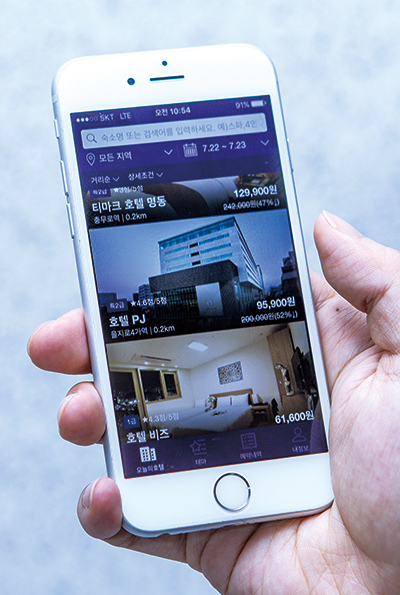 SKT LTE 오전 10:54 91%
숙소명 또는 검색어를 입력하세요. 예)스파,4인
모든 지역 7.22 ~ 7.23
거리순 상세조건
특2급 /5점 129,900원
티마크 호텔 명동 242,000원(47%↓)
충무로역 | 0.2km
특2급 ★4.6점/5점 95,900원
호텔 PJ 200,000원(52%↓)
을지로4가역 | 0.2km
1급 ★4.3점/5점 61,600원
호텔 비즈
오늘의호텔 테마 예약내역 내정보